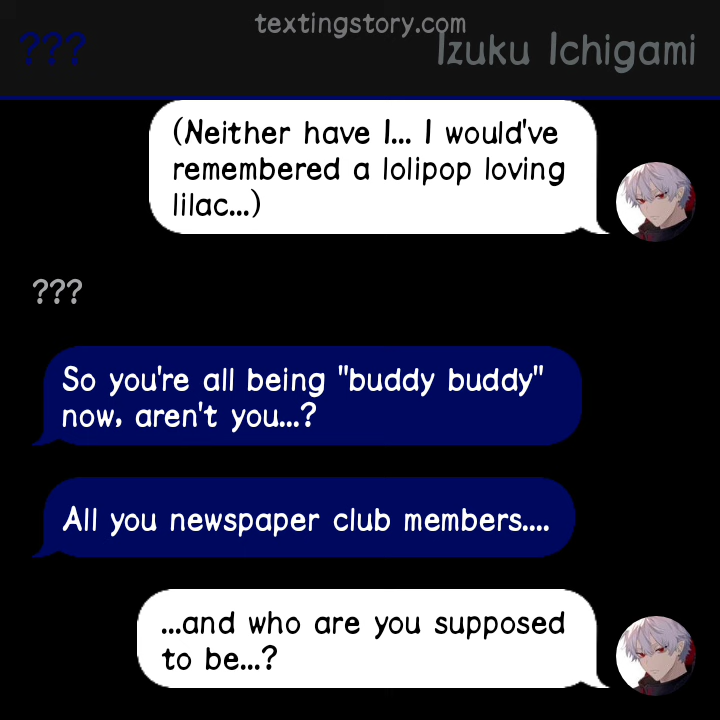 textingstory.com
???
Izuku Ichigami
(Neither have I... I would've
remembered a lolipop loving
lilac...)
???
So you're all being "buddy buddy"
now, aren't you...?
All you newspaper club members....
...and who are you supposed
to be...?